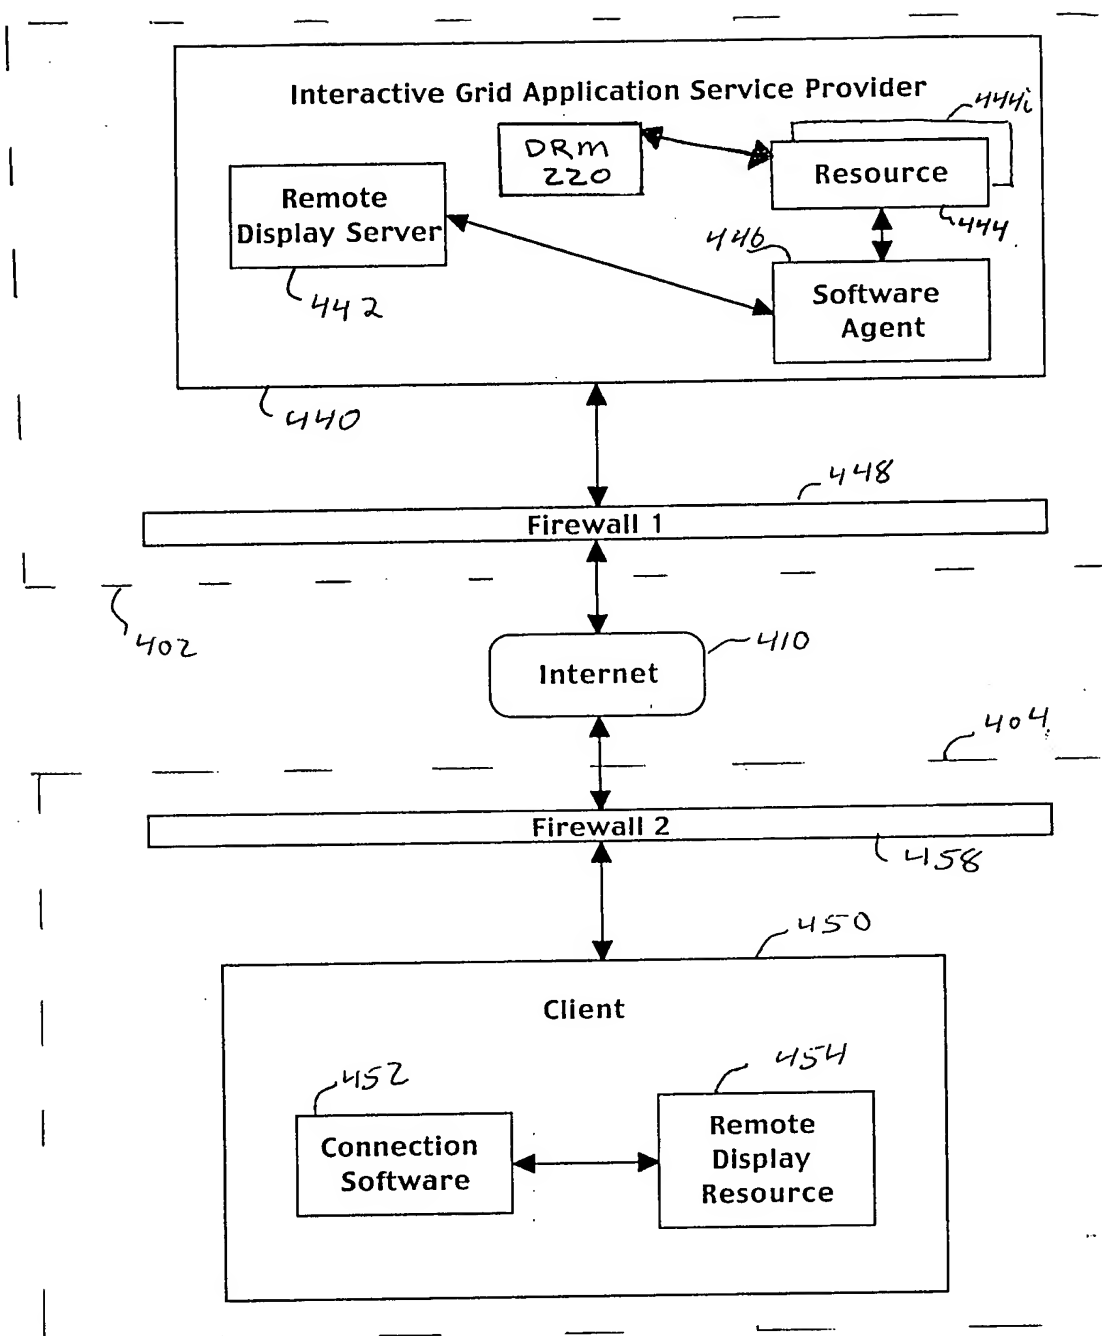 Interactive Grid Application Service Provider
444i
DRM
220
Resource
444
Remote
Display Server
442
446
Software
Agent
440
448
Firewall 1
402
Internet
410
404
Firewall 2
458
450
Client
452
Connection
Software
454
Remote
Display
Resource